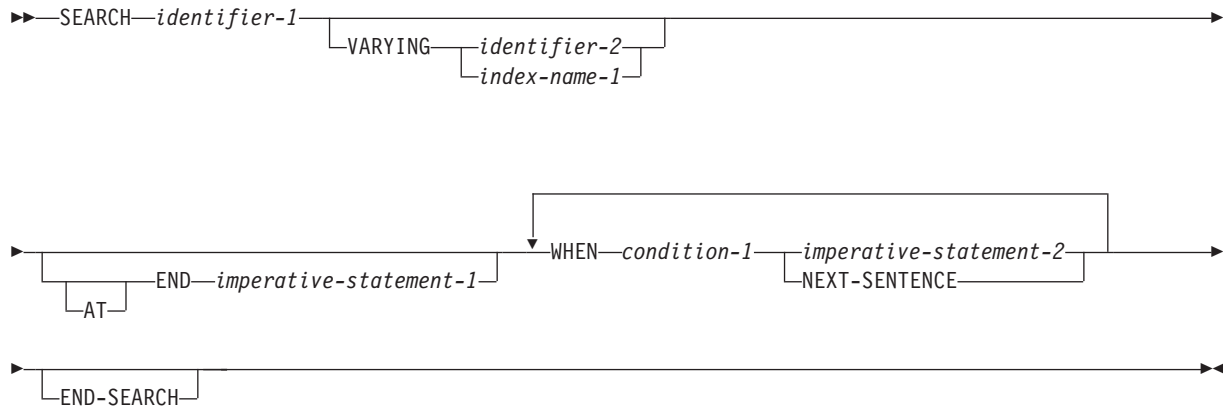 SEARCH identifier-1
VARYING identifier-2
index-name-1
WHEN condition-1 imperative-statement-2
END imperative-statement-1 NEXT-SENTENCE
AT
END-SEARCH